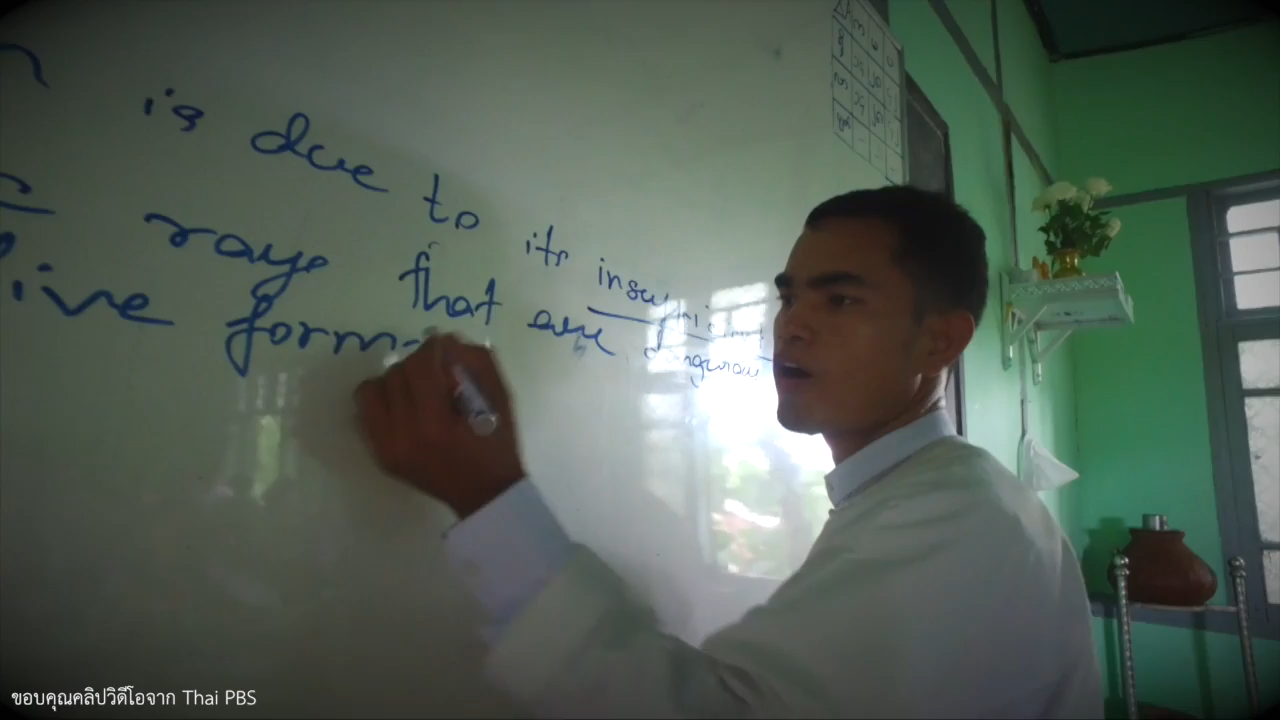 is due to its insufficient
rays that are dangerous
ive form
ขอบคุณคลิปวิดีโอจาก Thai PBS